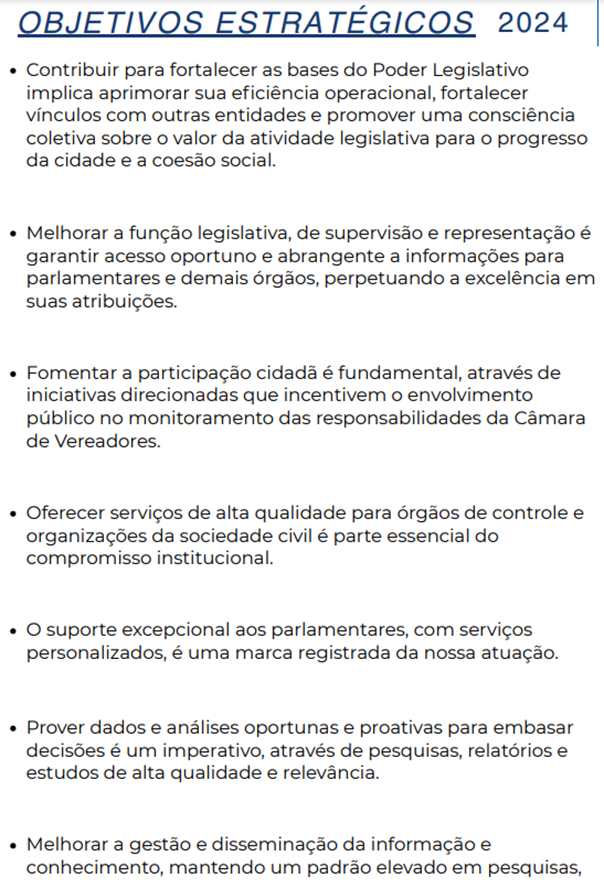 OBJETIVOS ESTRATÉGICOS 2024
• Contribuir para fortalecer as bases do Poder Legislativo
implica aprimorar sua eficiência operacional, fortalecer
vínculos com outras entidades e promover uma consciência
coletiva sobre o valor da atividade legislativa para o progresso
da cidade e a coesão social.
• Melhorar a função legislativa, de supervisão e representação é
garantir acesso oportuno e abrangente a informações para
parlamentares e demais órgãos, perpetuando a excelência em
suas atribuições.
• Fomentar a participação cidadã é fundamental, através de
iniciativas direcionadas que incentivem o envolvimento
público no monitoramento das responsabilidades da Câmara
de Vereadores.
• Oferecer serviços de alta qualidade para órgãos de controle e
organizações da sociedade civil é parte essencial do
compromisso institucional.
• O suporte excepcional aos parlamentares, com serviços
personalizados, é uma marca registrada da nossa atuação.
• Prover dados e análises oportunas e proativas para embasar
decisões é um imperativo, através de pesquisas, relatórios e
estudos de alta qualidade e relevância.
• Melhorar a gestão e disseminação da informação e
conhecimento, mantendo um padrão elevado em pesquisas,